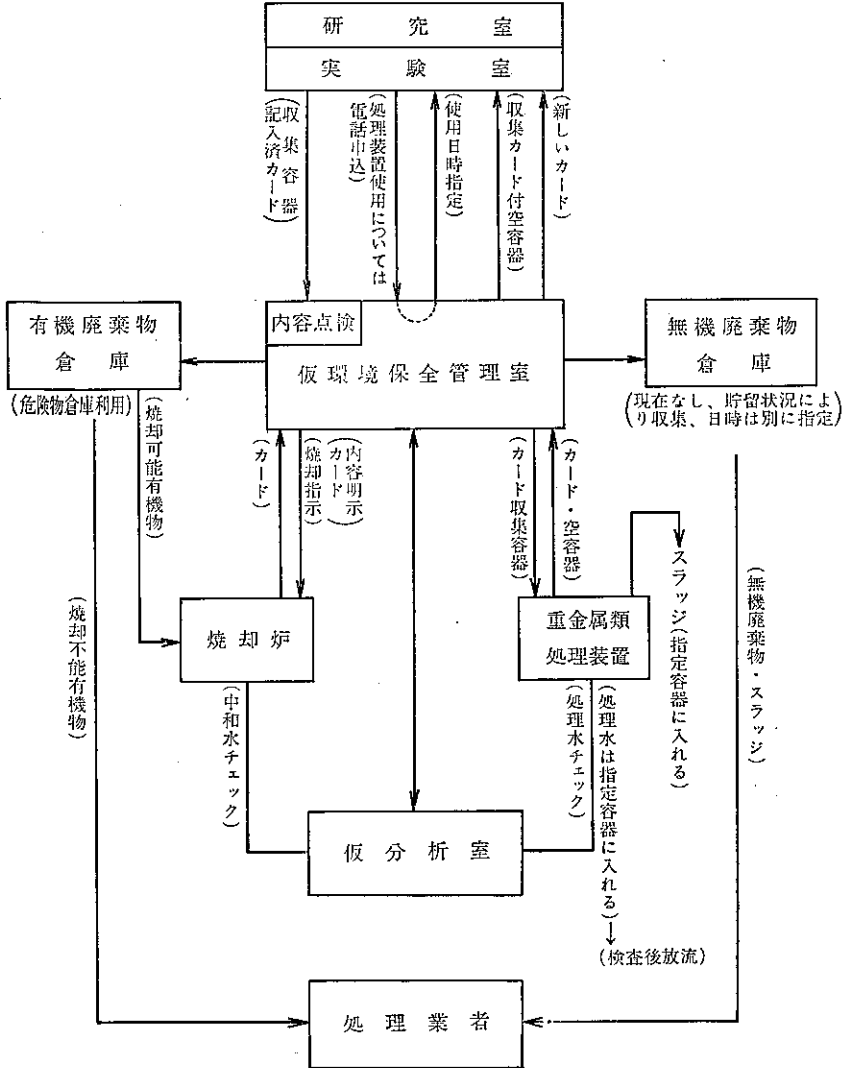 研究室
実験室
(収集容器
記入済カード)
(処理装置使用については
電話申込)
(使用日時指定)
(収集カード付空容器)
(新しいカード)
有機廃棄物
倉庫
(危険物倉庫利用)
内容点検
仮環境保全管理室
無機廃棄物
倉庫
(現在なし、貯留状況によ
り収集、日時は別に指定)
(焼却可能有機物)
(カード)
(焼却指示)
(内容明示
カード)
(カード収集容器)
(カード・空容器)
スラッジ(指定容器に入れる)
焼却炉
重金属類
処理装置
(焼却不能有機物)
(中和水チェック)
(処理水チェック)
(処理水は指定容器に入れる)→
(検査後放流)
(無機廃棄物・スラッジ)
仮分析室
処理業者